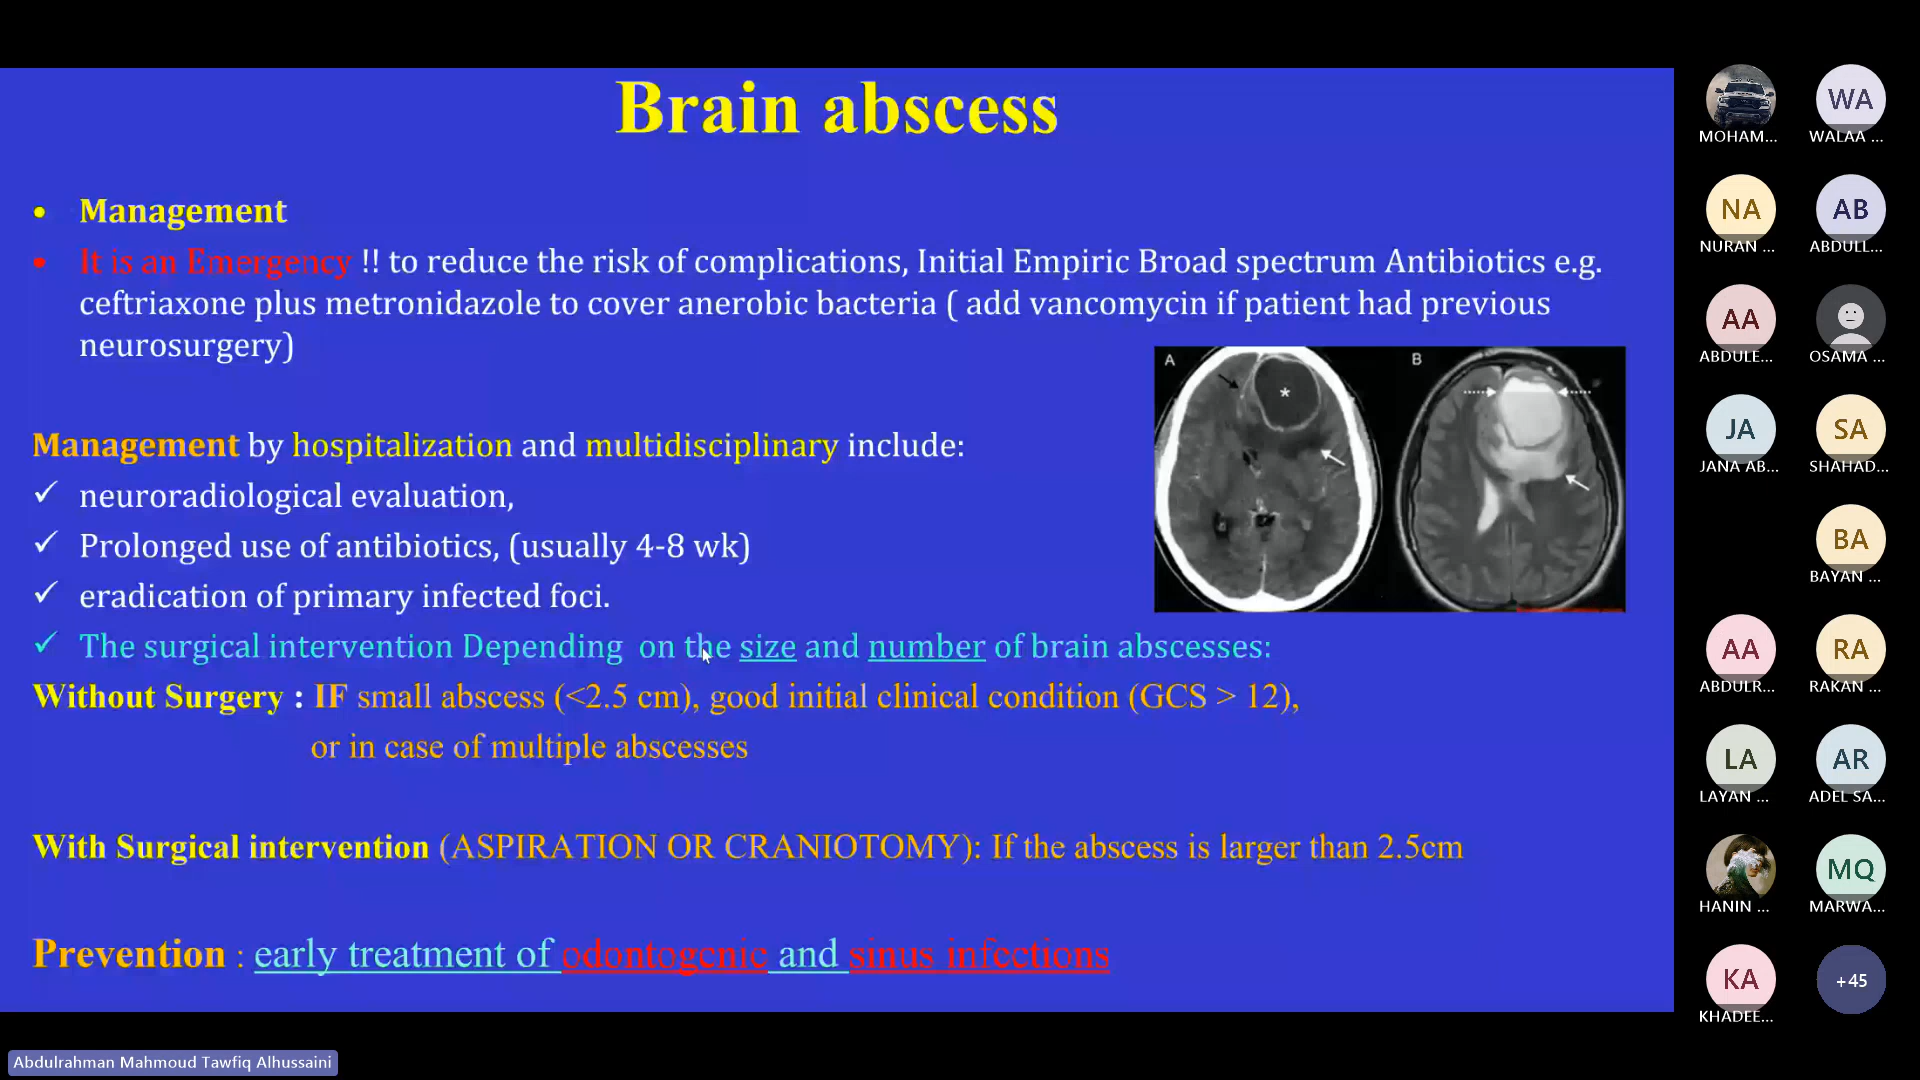 Brain abscess
• Management
• It is an Emergency !! to reduce the risk of complications, Initial Empiric Broad spectrum Antibiotics e.g.
ceftriaxone plus metronidazole to cover anerobic bacteria ( add vancomycin if patient had previous
neurosurgery)
A
*
B
Management by hospitalization and multidisciplinary include:
✓ neuroradiological evaluation,
✓ Prolonged use of antibiotics, (usually 4-8 wk)
✓ eradication of primary infected foci.
✓ The surgical intervention Depending on the size and number of brain abscesses:
Without Surgery : IF small abscess (<2.5 cm), good initial clinical condition (GCS > 12),
or in case of multiple abscesses
With Surgical intervention (ASPIRATION OR CRANIOTOMY): If the abscess is larger than 2.5cm
Prevention : early treatment of odontogenic and sinus infections
MOHAM...
WA
WALAA ...
NA
NURAN ...
AB
ABDULL...
AA
ABDULE...
OSAMA ...
JA
JANA AB...
SA
SHAHAD...
BA
BAYAN ...
AA
ABDULR...
RA
RAKAN ...
LA
LAYAN ...
AR
ADEL SA...
HANIN ...
MQ
MARWA...
KA
KHADEE...
+45
Abdulrahman Mahmoud Tawfiq Alhussaini